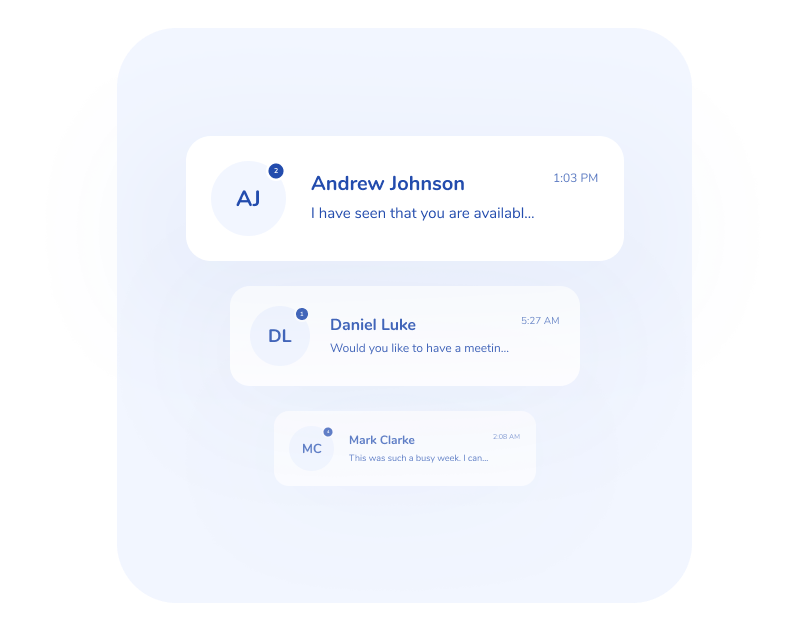 AJ
2
Andrew Johnson
1:03 PM
I have seen that you are availabl...
DL
1
Daniel Luke
5:27 AM
Would you like to have a meetin...
MC
Mark Clarke
2:08 AM
This was such a busy week. I can...